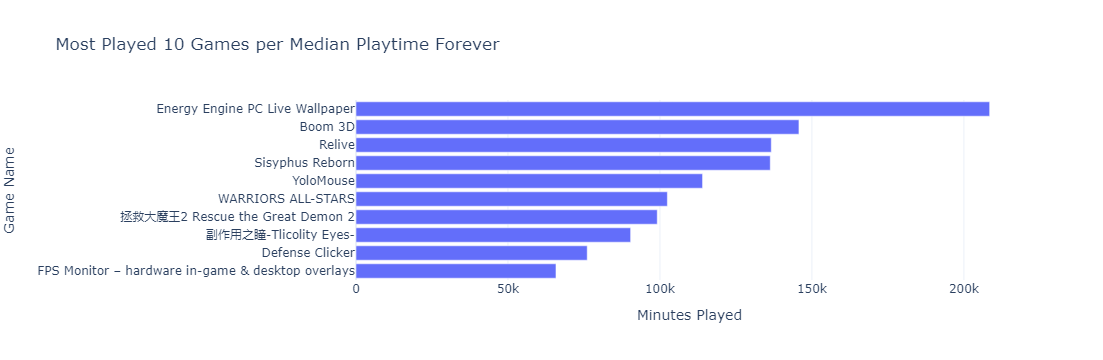 Most Played 10 Games per Median Playtime Forever
Game Name
Energy Engine PC Live Wallpaper
Boom 3D
Relive
Sisyphus Reborn
YoloMouse
WARRIORS ALL-STARS
拯救大魔王2 Rescue the Great Demon 2
副作用之瞳-Tlicolity Eyes-
Defense Clicker
FPS Monitor – hardware in-game & desktop overlays
0 50k 100k 150k 200k
Minutes Played